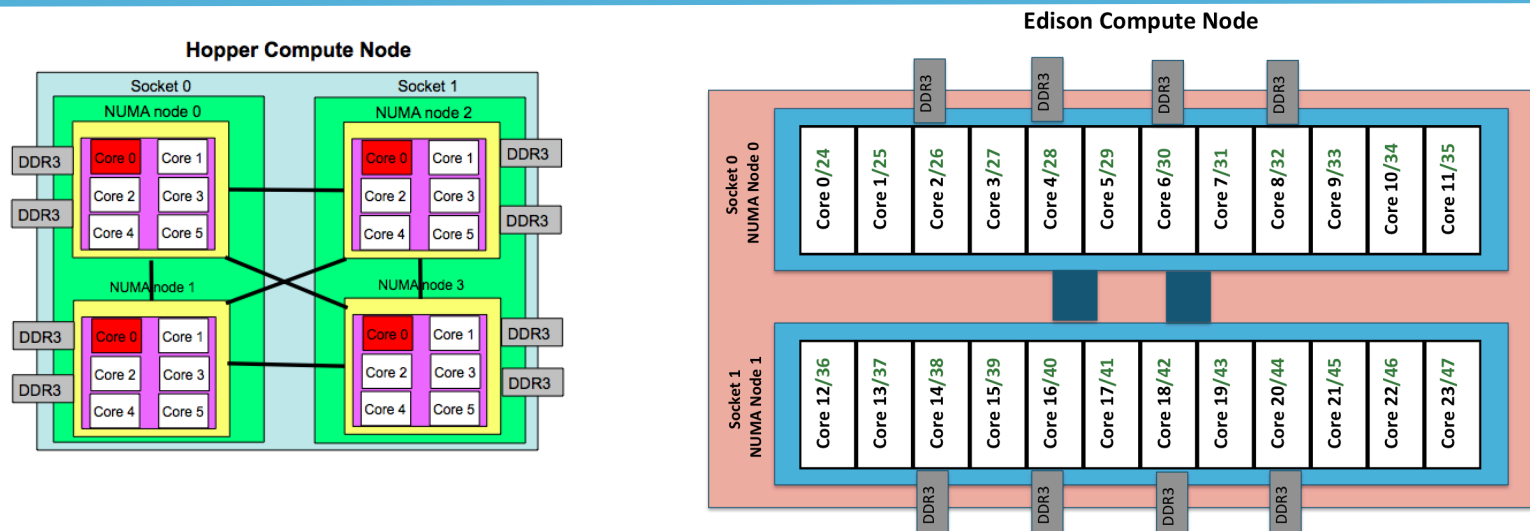 Hopper Compute Node
Socket 0
Socket 1
NUMA node 0
NUMA node 2
DDR3
DDR3
Core 0
Core 1
Core 2
Core 3
Core 4
Core 5
Core 0
Core 1
Core 2
Core 3
Core 4
Core 5
DDR3
DDR3
NUMA node 1
NUMA node 3
DDR3
DDR3
Core 0
Core 1
Core 2
Core 3
Core 4
Core 5
Core 0
Core 1
Core 2
Core 3
Core 4
Core 5
DDR3
DDR3
Edison Compute Node
DDR3
DDR3
DDR3
DDR3
Socket 0
NUMA Node 0
Core 0/24
Core 1/25
Core 2/26
Core 3/27
Core 4/28
Core 5/29
Core 6/30
Core 7/31
Core 8/32
Core 9/33
Core 10/34
Core 11/35
Socket 1
NUMA Node 1
Core 12/36
Core 13/37
Core 14/38
Core 15/39
Core 16/40
Core 17/41
Core 18/42
Core 19/43
Core 20/44
Core 21/45
Core 22/46
Core 23/47
DDR3
DDR3
DDR3
DDR3